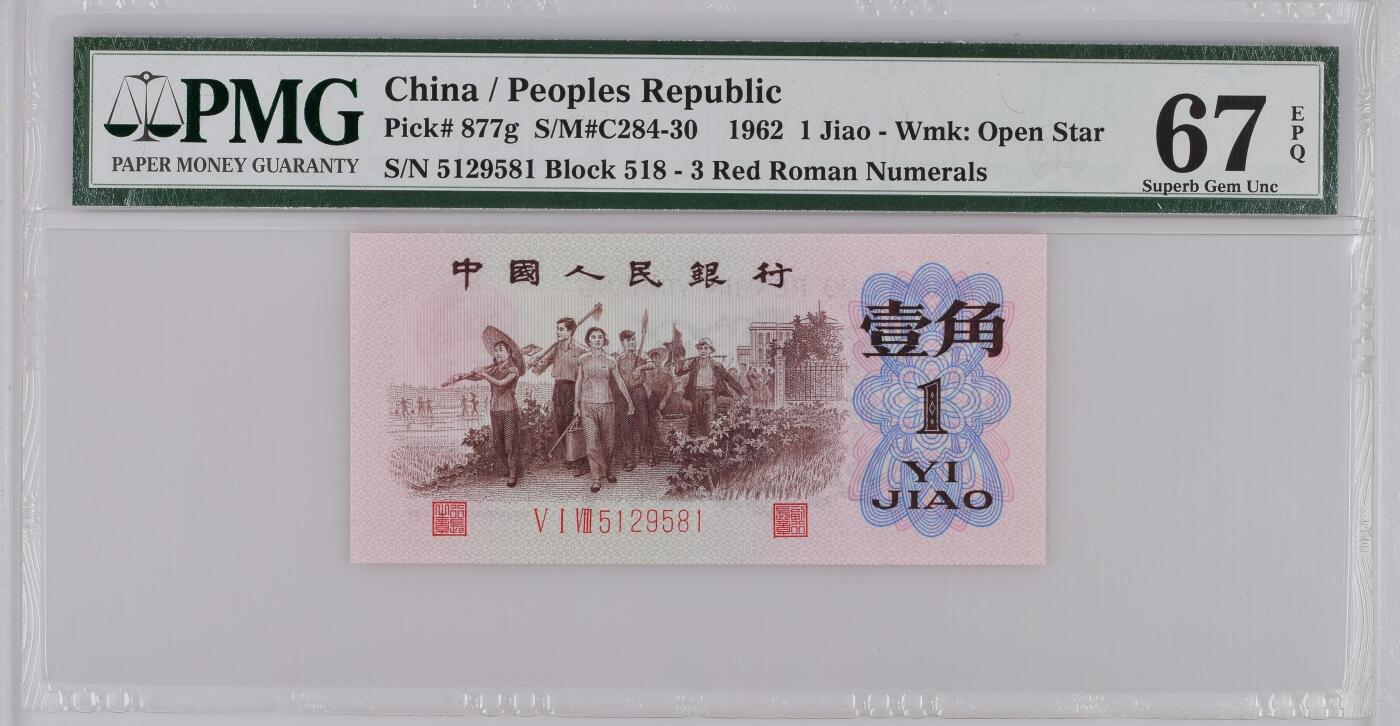 PMG
PAPER MONEY GUARANTY
China / Peoples Republic
Pick# 877g S/M#C284-30 1962 1 Jiao - Wmk: Open Star
S/N 5129581 Block 518 - 3 Red Roman Numerals
67
EPQ
Superb Gem Unc
中國人民銀行
壹角
1
YI
JIAO
V I VIII 5129581